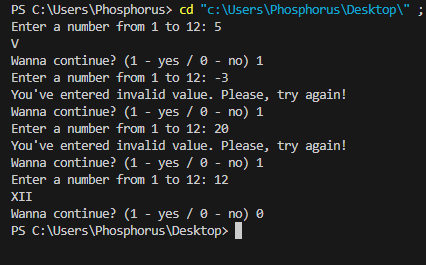 PS C:\Users\Phosphorus> cd "c:\Users\Phosphorus\Desktop\" ;
Enter a number from 1 to 12: 5
V
Wanna continue? (1 - yes / 0 - no) 1
Enter a number from 1 to 12: -3
You've entered invalid value. Please, try again!
Wanna continue? (1 - yes / 0 - no) 1
Enter a number from 1 to 12: 20
You've entered invalid value. Please, try again!
Wanna continue? (1 - yes / 0 - no) 1
Enter a number from 1 to 12: 12
XII
Wanna continue? (1 - yes / 0 - no) 0
PS C:\Users\Phosphorus\Desktop>